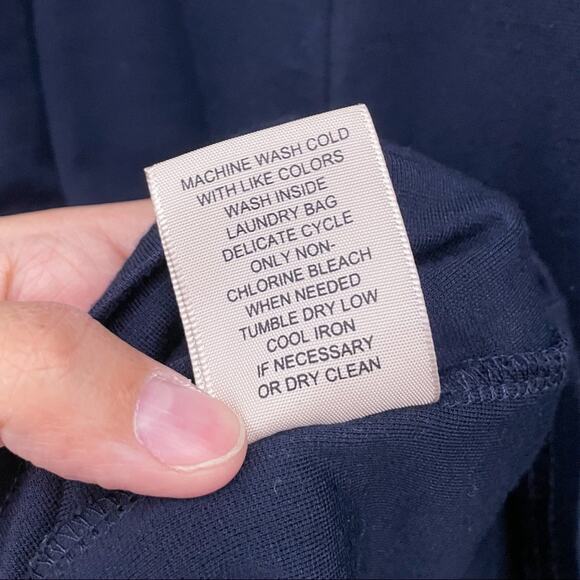 MACHINE WASH COLD
WITH LIKE COLORS
WASH INSIDE
LAUNDRY BAG
DELICATE CYCLE
ONLY NON-
CHLORINE BLEACH
WHEN NEEDED
TUMBLE DRY LOW
COOL IRON
IF NECESSARY
OR DRY CLEAN